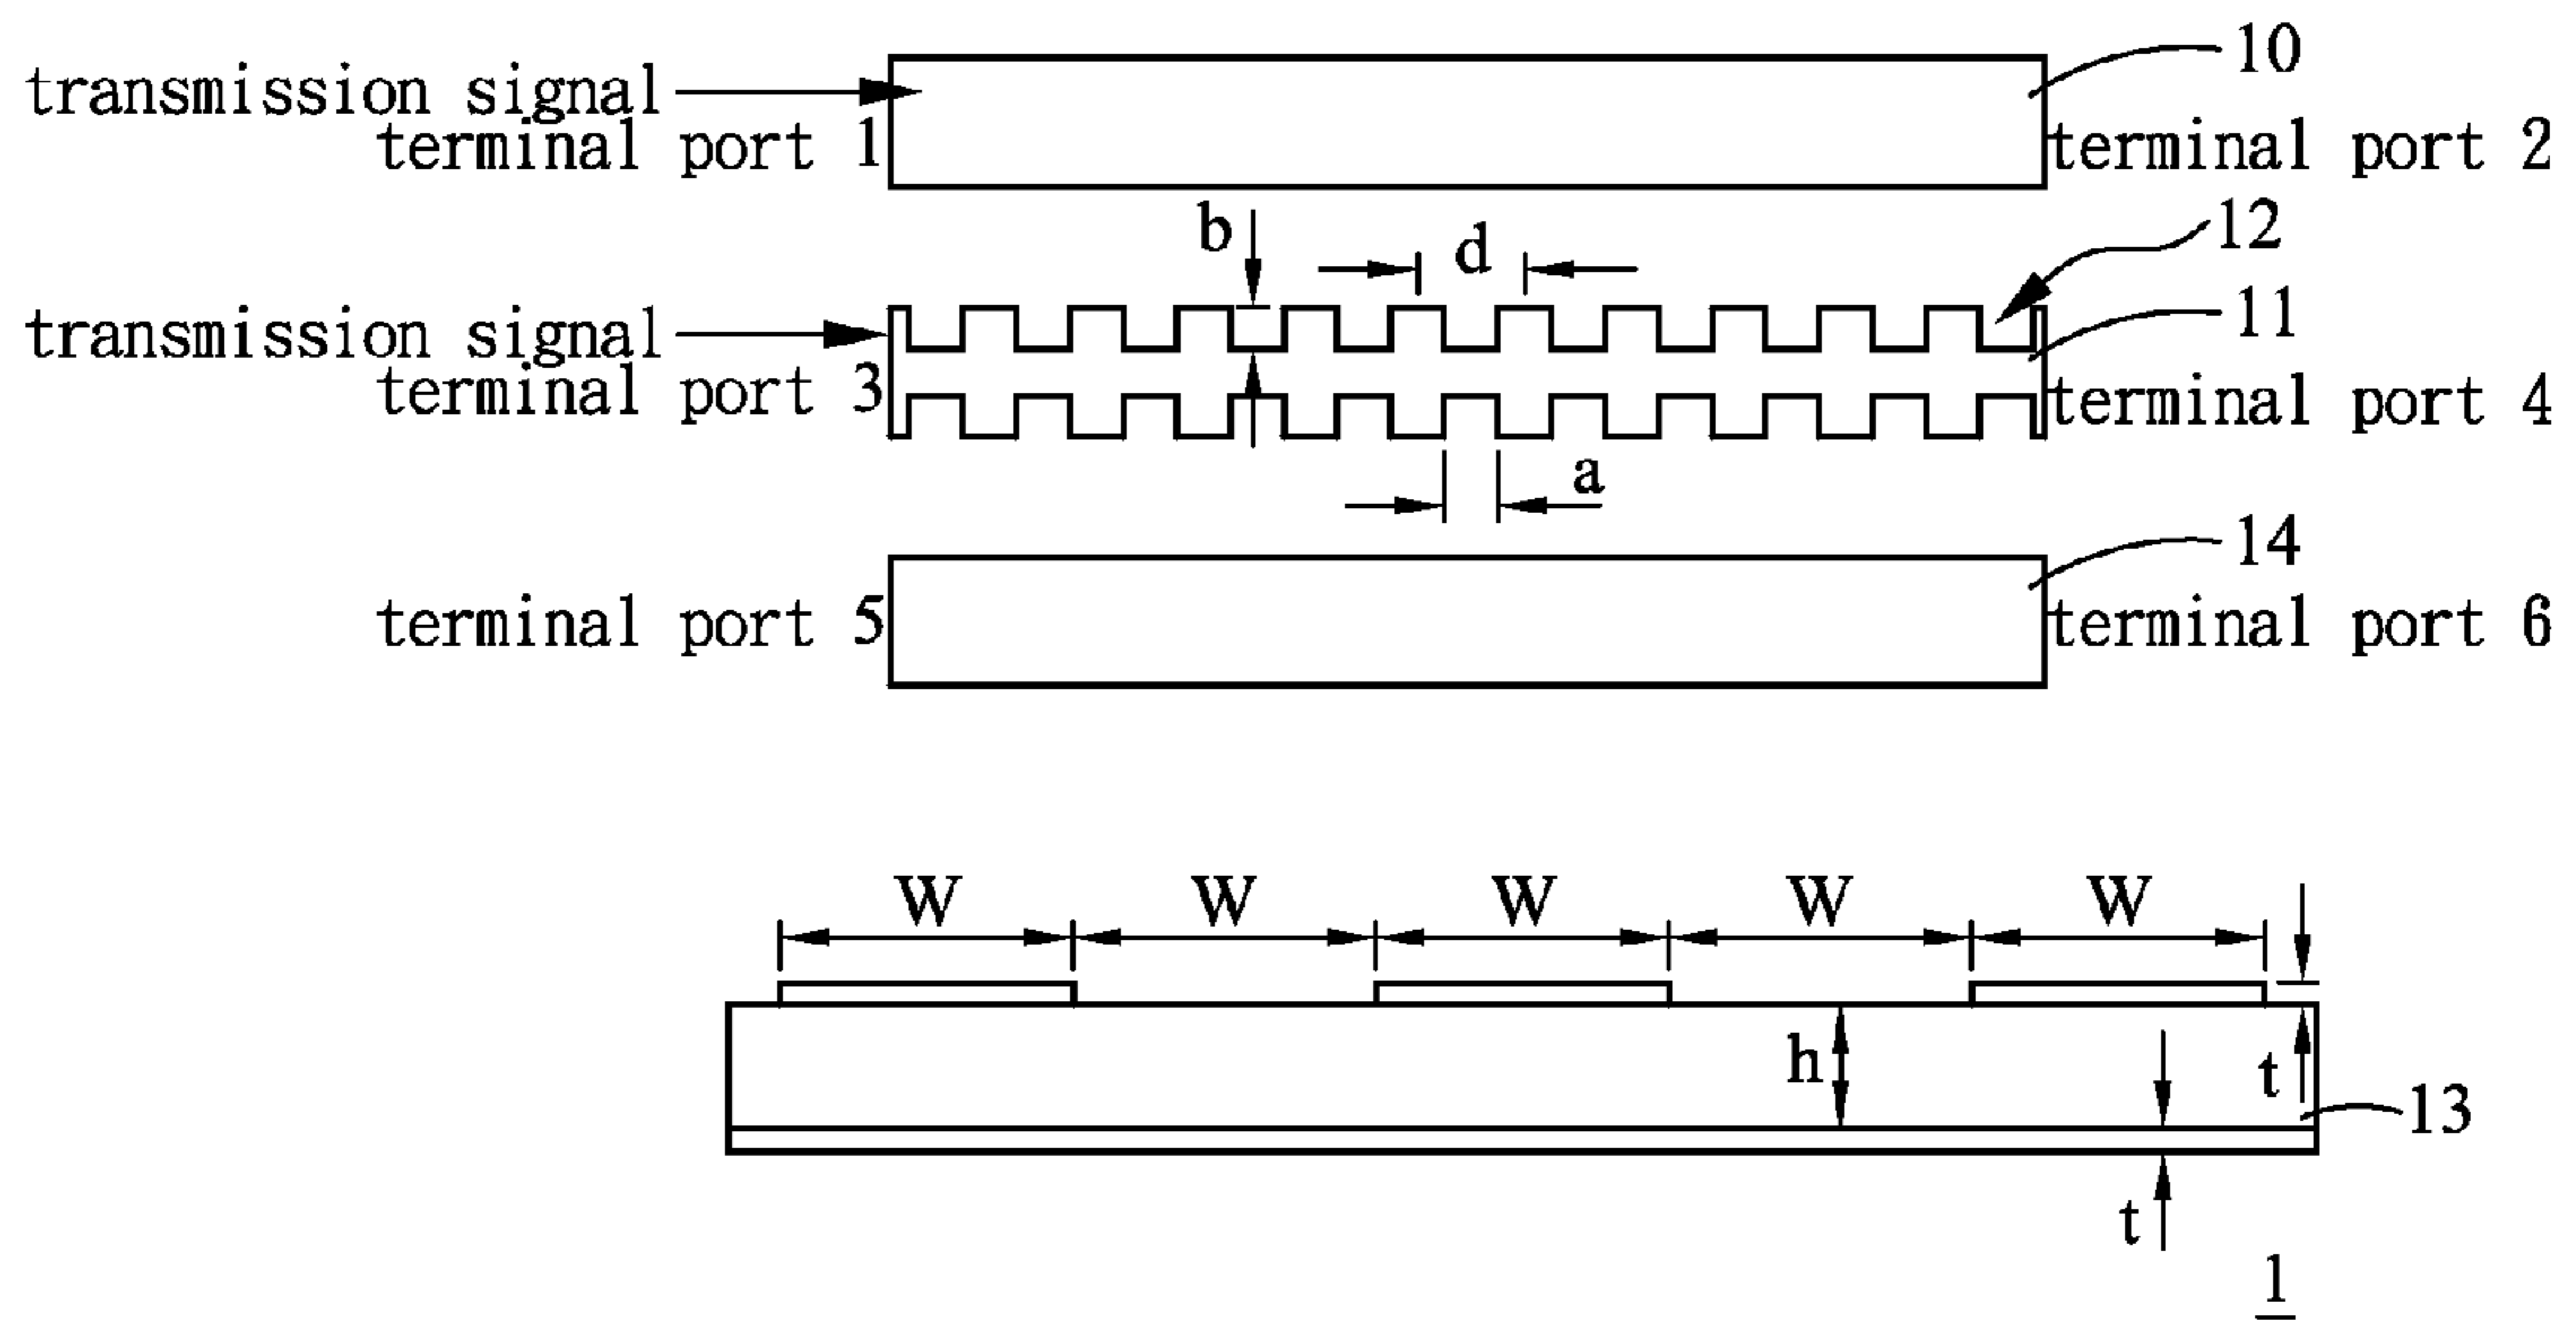 10
transmission signal
terminal port 1
terminal port 2
b
d
12
transmission signal
11
terminal port 3
terminal port 4
a
14
terminal port 5
terminal port 6
W W W W W
h
t
13
t
1